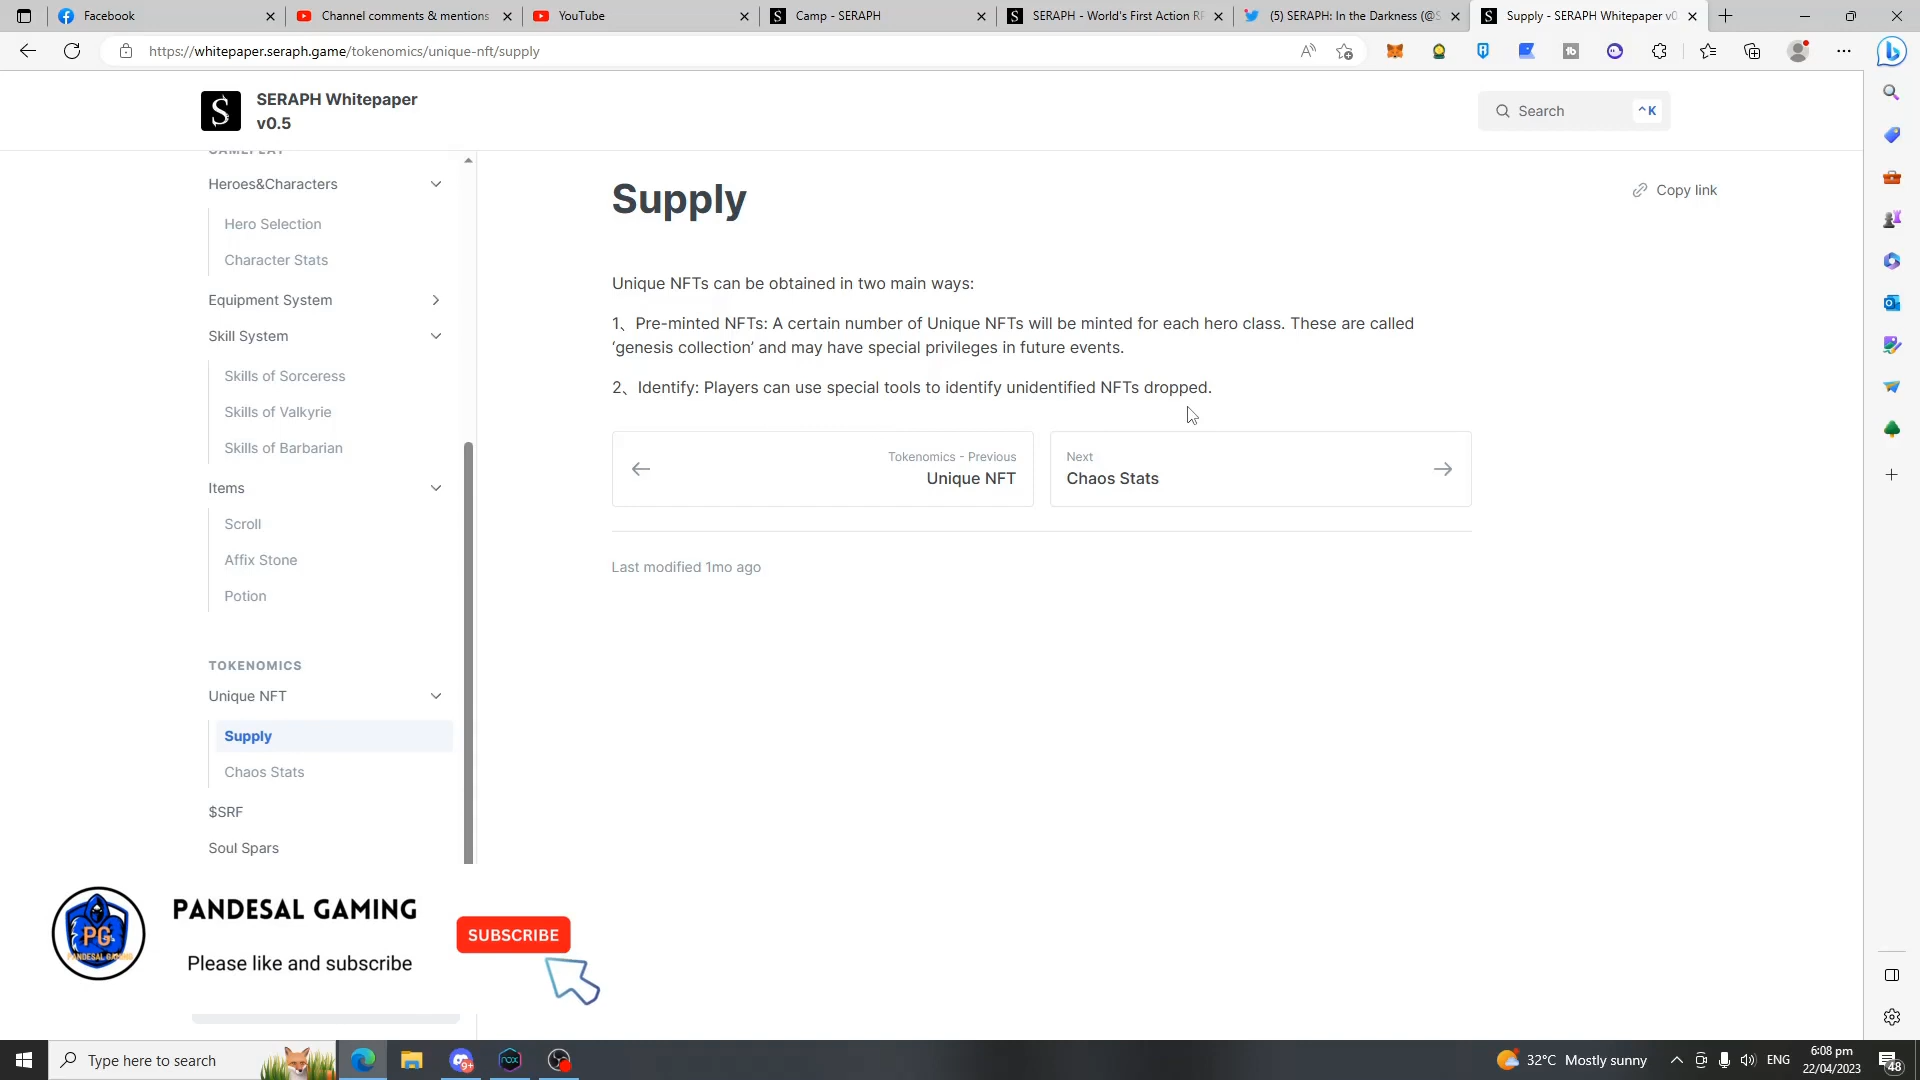 Facebook
Channel comments & mentions
YouTube
Camp - SERAPH
SERAPH - World's First Action RP
(5) SERAPH: In the Darkness (@S
Supply - SERAPH Whitepaper v0
https://whitepaper.seraph.game/tokenomics/unique-nft/supply
SERAPH Whitepaper
v0.5
Search
^K
GAMEPLAY
Heroes&Characters
Hero Selection
Character Stats
Equipment System
Skill System
Skills of Sorceress
Skills of Valkyrie
Skills of Barbarian
Items
Scroll
Affix Stone
Potion
TOKENOMICS
Unique NFT
Supply
Chaos Stats
$SRF
Soul Spars
Supply
Copy link
Unique NFTs can be obtained in two main ways:
1、Pre-minted NFTs: A certain number of Unique NFTs will be minted for each hero class. These are called
‘genesis collection’ and may have special privileges in future events.
2、Identify: Players can use special tools to identify unidentified NFTs dropped.
Tokenomics - Previous
Unique NFT
Next
Chaos Stats
Last modified 1mo ago
PG
PANDESAL GAMING
PANDESAL GAMING
Please like and subscribe
SUBSCRIBE
Type here to search
9+
nox
32°C Mostly sunny
ENG
6:08 pm
22/04/2023
48